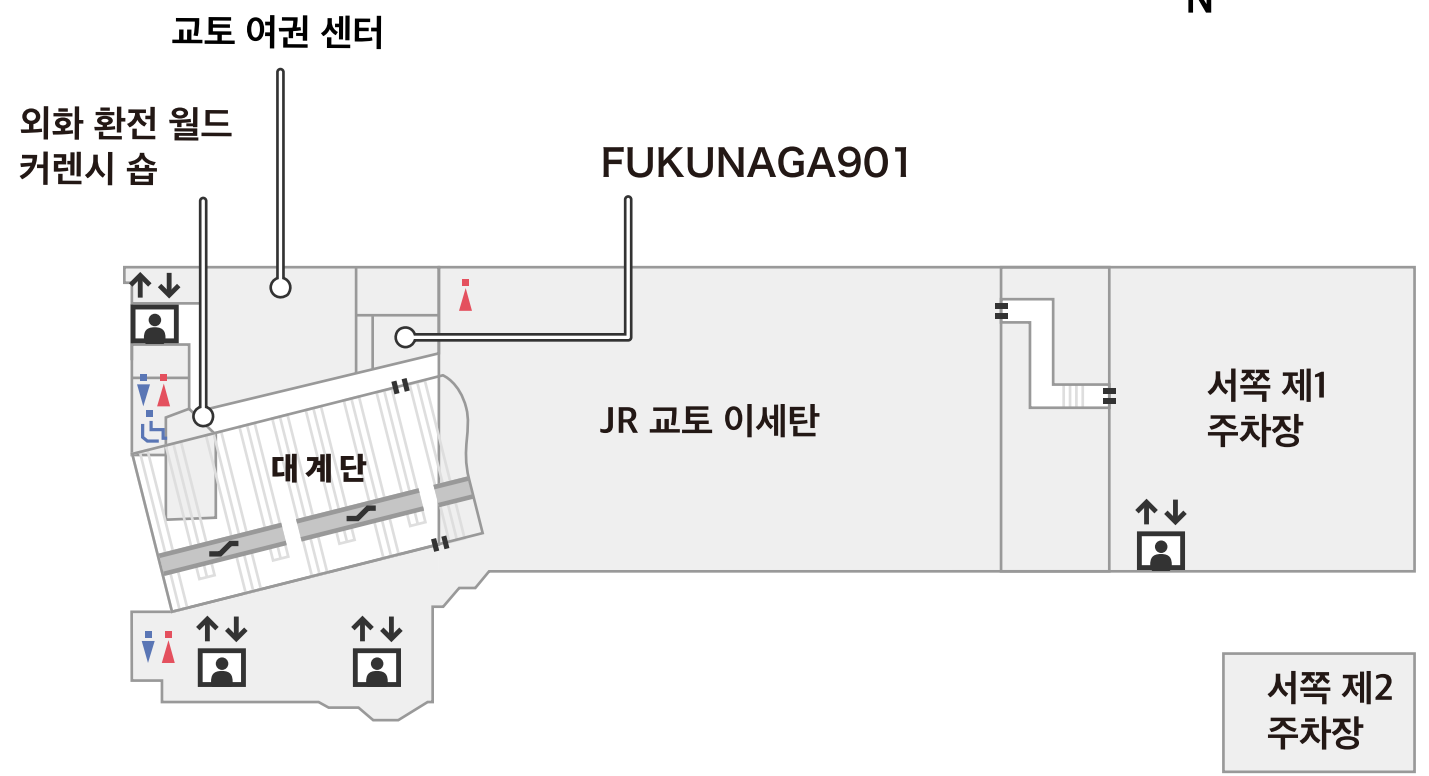 N
교토 여권 센터
외화 환전 월드
커렌시 숍
FUKUNAGA901
서쪽 제1
주차장
JR 교토 이세탄
대계단
서쪽 제2
주차장